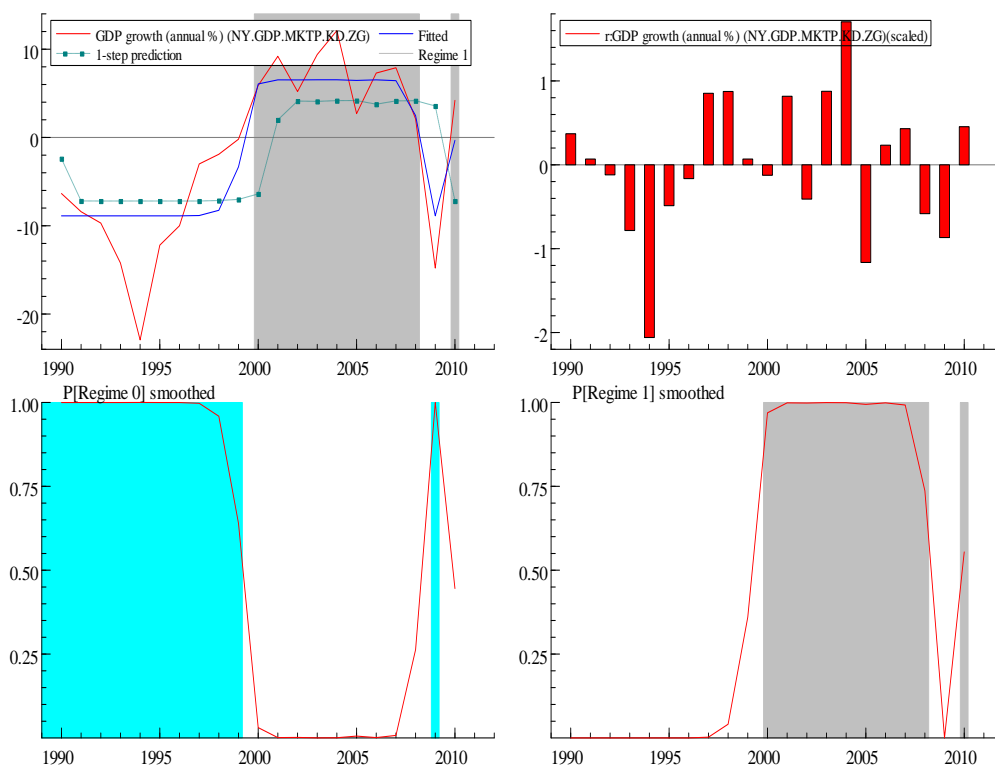 GDP growth (annual %) (NY.GDP.MKTP.KD.ZG) Fitted
1-step prediction Regime 1
10
0
-10
-20
1990 1995 2000 2005 2010
r:GDP growth (annual %) (NY.GDP.MKTP.KD.ZG)(scaled)
1
0
-1
-2
1990 1995 2000 2005 2010
P[Regime 0] smoothed
1.00
0.75
0.50
0.25
1990 1995 2000 2005 2010
P[Regime 1] smoothed
1.00
0.75
0.50
0.25
1990 1995 2000 2005 2010